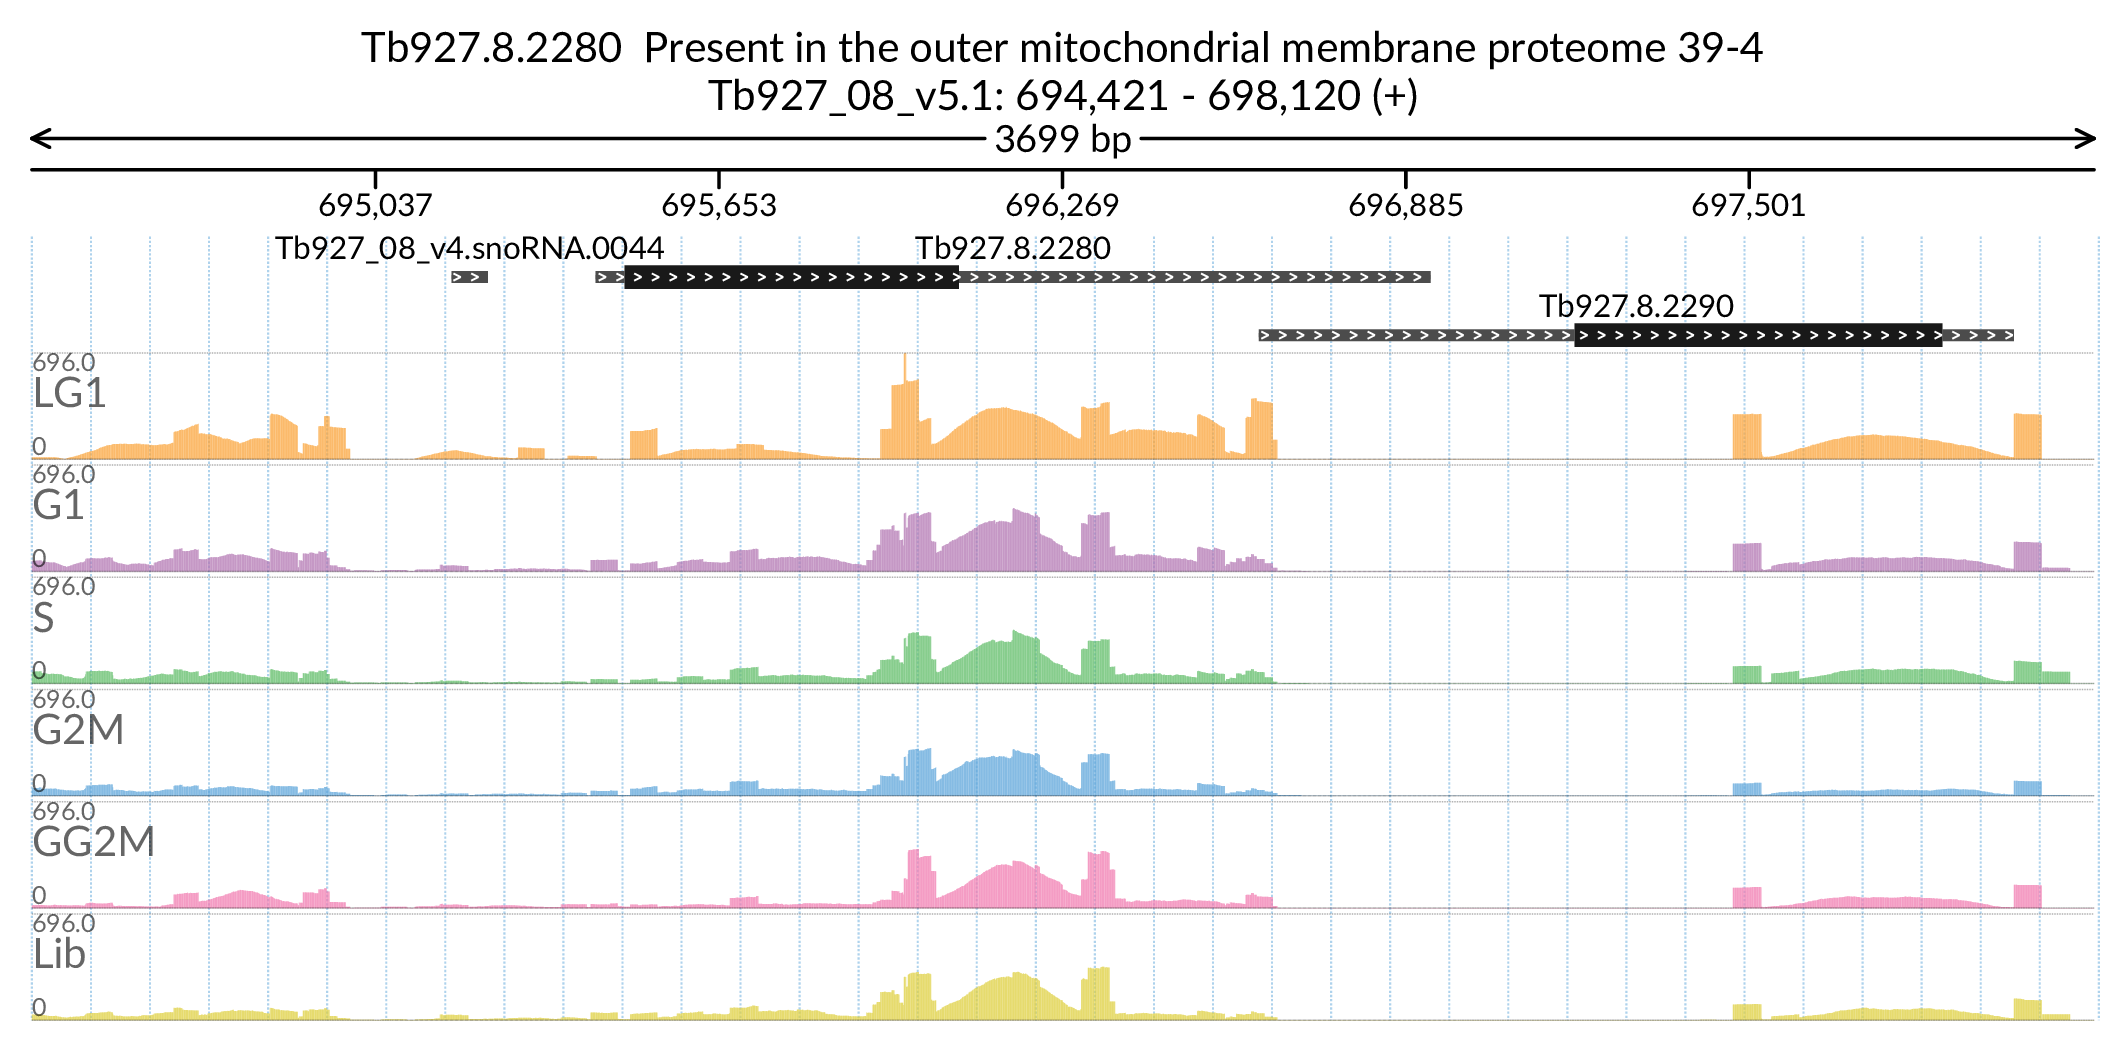 Tb927.8.2280  Present in the outer mitochondrial membrane proteome 39-4
Tb927_08_v5.1: 694,421 - 698,120 (+)
3699 bp
695,037 695,653 696,269 696,885 697,501
Tb927_08_v4.snoRNA.0044 Tb927.8.2280
Tb927.8.2290
696.0
LG1
0
696.0
G1
0
696.0
S
0
696.0
G2M
0
696.0
GG2M
0
696.0
Lib
0